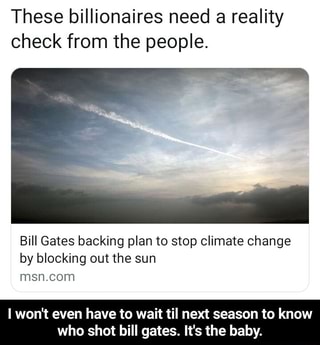 These billionaires need a reality
check from the people.
Bill Gates backing plan to stop climate change
by blocking out the sun
msn.com
I won't even have to wait til next season to know
who shot bill gates. It's the baby.